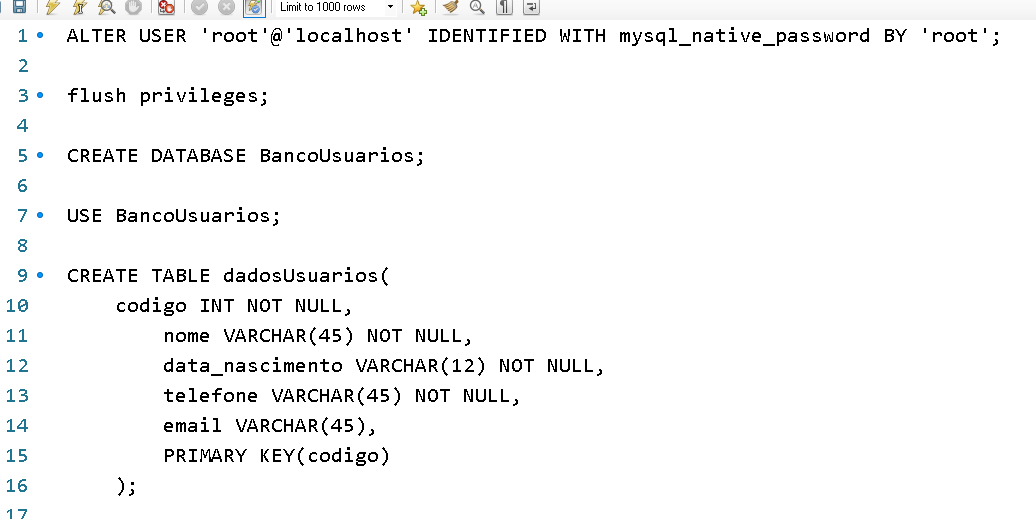 Limit to 1000 rows
1 ALTER USER 'root'@'localhost' IDENTIFIED WITH mysql_native_password BY 'root';
2
3 flush privileges;
4
5 CREATE DATABASE BancoUsuarios;
6
7 USE BancoUsuarios;
8
9 CREATE TABLE dadosUsuarios(
10 codigo INT NOT NULL,
11 nome VARCHAR(45) NOT NULL,
12 data_nascimento VARCHAR(12) NOT NULL,
13 telefone VARCHAR(45) NOT NULL,
14 email VARCHAR(45),
15 PRIMARY KEY(codigo)
16 );
17